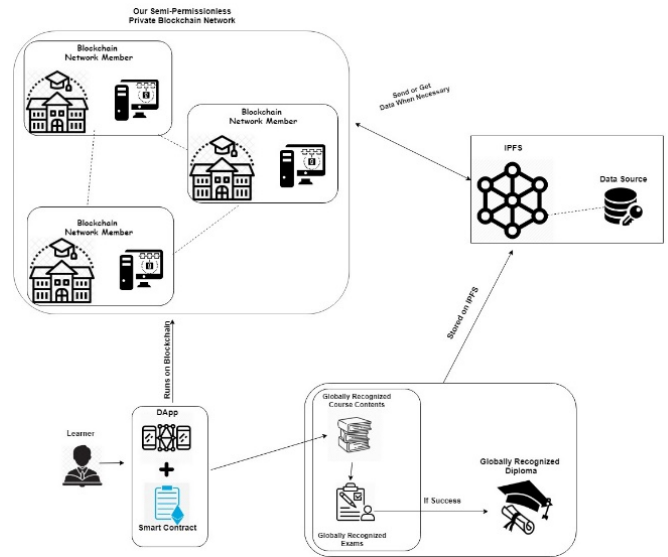 Our Semi-Permissionless
Private Blockchain Network
Blockchain
Network Member
Blockchain
Network Member
Blockchain
Network Member
Send or Get
Data When Necessary
IPFS
Data Source
Runs on Blockchain
Stored on IPFS
Learner
DApp
Smart Contract
Globally Recognized
Course Contents
Globally Recognized
Exams
If Success
Globally Recognized
Diploma